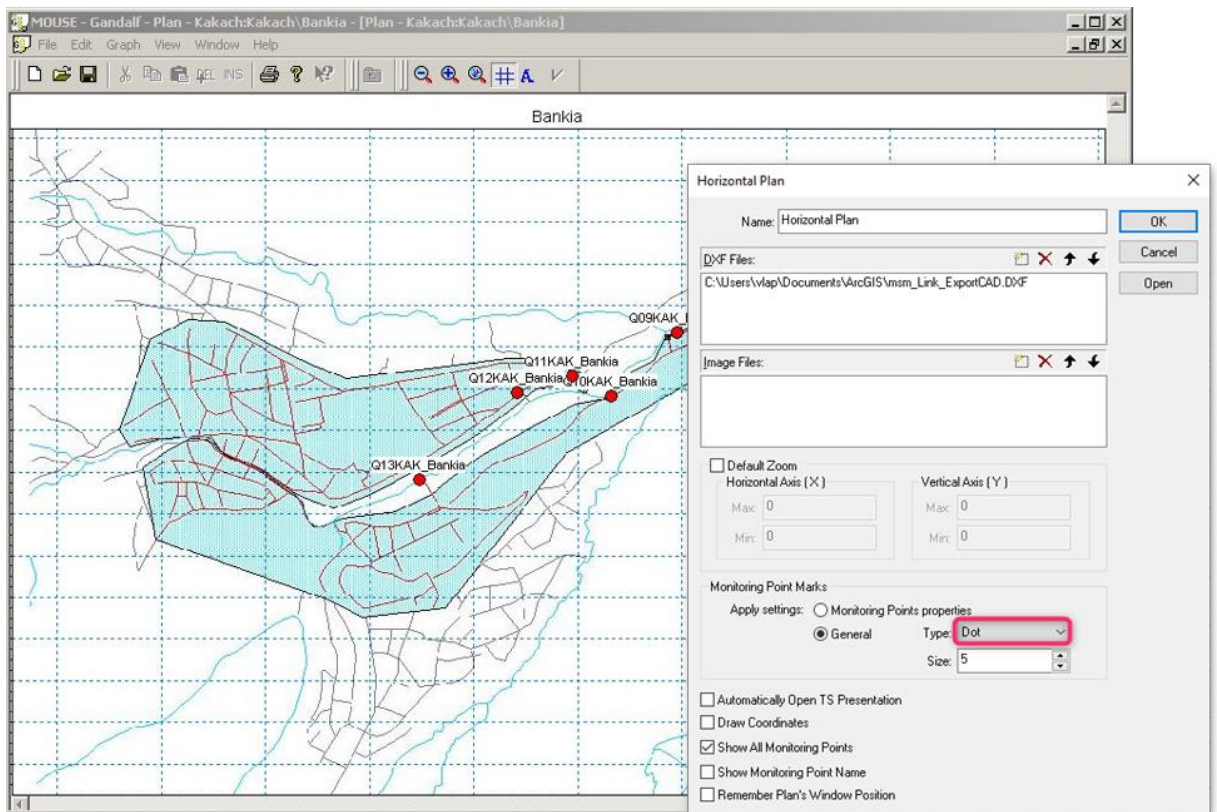 MOUSE - Gandalf - Plan - Kakach:Kakach\Bankia - [Plan - Kakach:Kakach\Bankia]
File Edit Graph View Window Help
DEL INS
Bankia
Q09KAK_
Q11KAK_Bankia
Q12KAK_Bankia
Q10KAK_Bankia
Q13KAK_Bankia
Horizontal Plan
Name: Horizontal Plan
OK
DXF Files:
Cancel
C:\Users\vlap\Documents\ArcGIS\msm_Link_ExportCAD.DXF
Open
Image Files:
Default Zoom
Horizontal Axis ( X )
Vertical Axis ( Y )
Max: 0
Max: 0
Min: 0
Min: 0
Monitoring Point Marks
Apply settings: Monitoring Points properties
General Type: Dot
Size: 5
Automatically Open TS Presentation
Draw Coordinates
Show All Monitoring Points
Show Monitoring Point Name
Remember Plan's Window Position